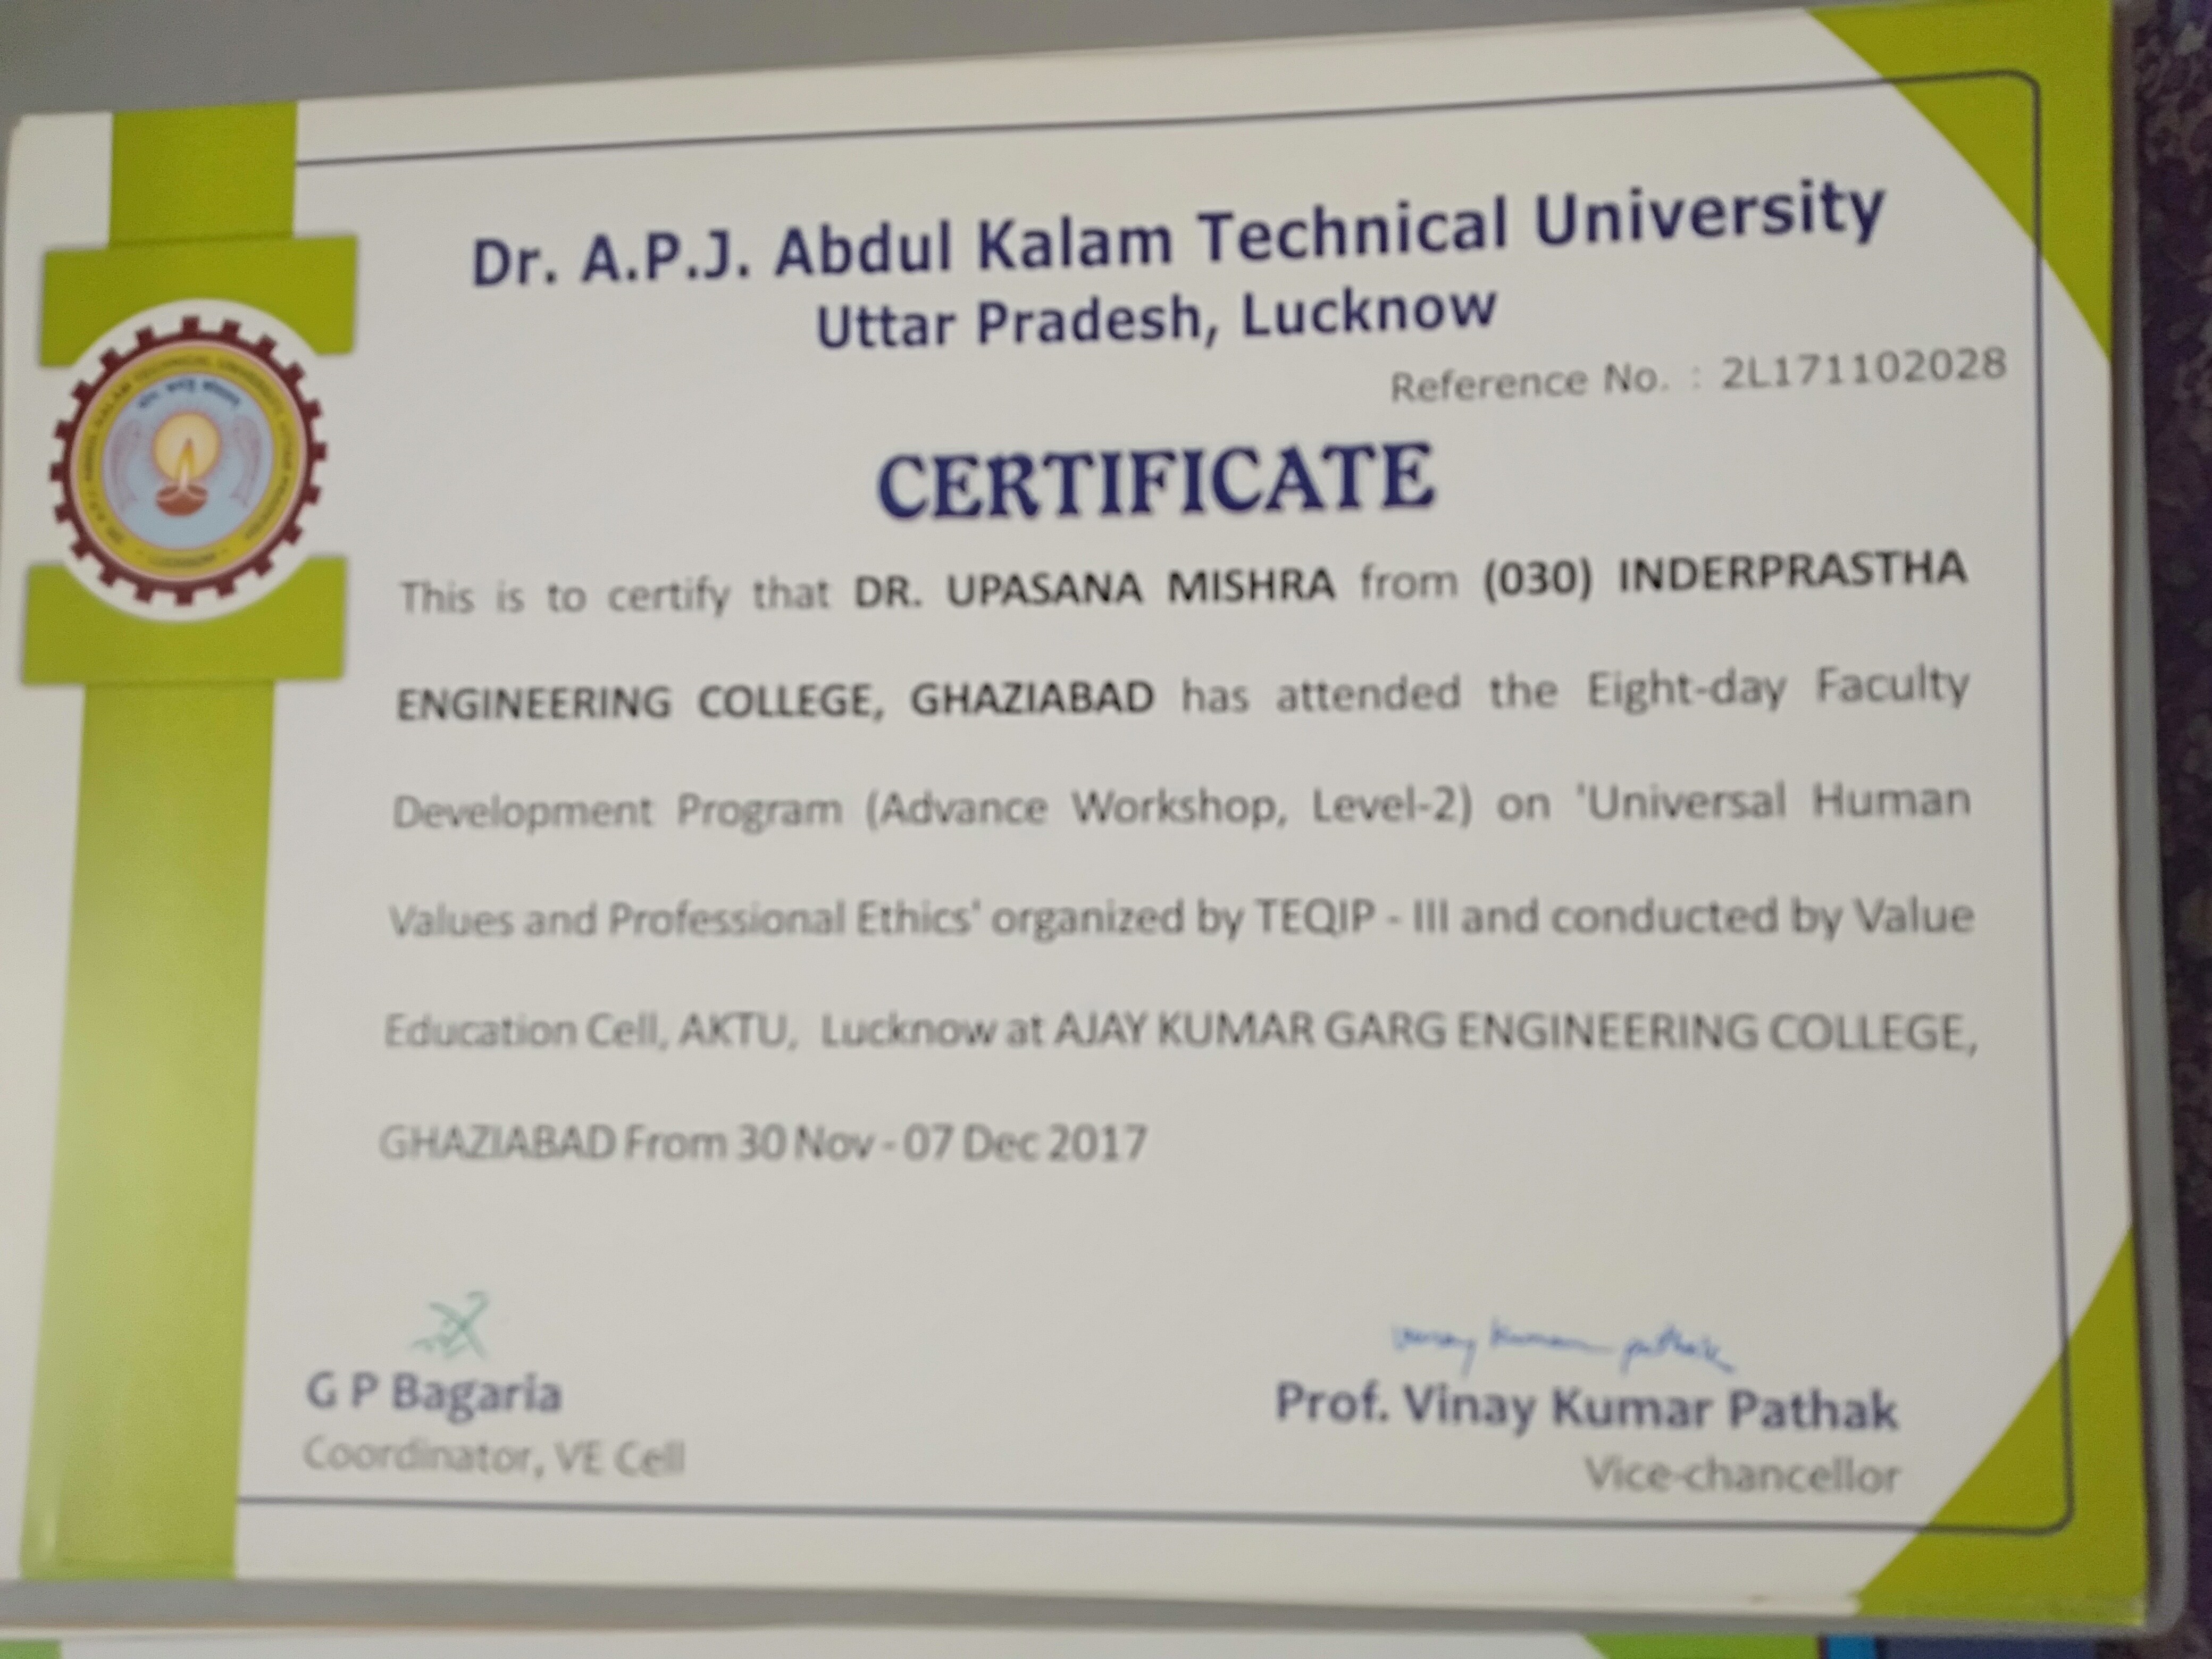 Dr. A.P.J. Abdul Kalam Technical University
Uttar Pradesh, Lucknow
Reference No. : 2L171102028
CERTIFICATE
This is to certify that DR. UPASANA MISHRA from (030) INDERPRASTHA
ENGINEERING COLLEGE, GHAZIABAD has attended the Eight-day Faculty
Development Program (Advance Workshop, Level-2) on 'Universal Human
Values and Professional Ethics' organized by TEQIP - III and conducted by Value
Education Cell, AKTU, Lucknow at AJAY KUMAR GARG ENGINEERING COLLEGE,
GHAZIABAD From 30 Nov - 07 Dec 2017
vinay kumar pathak
G P Bagaria
Prof. Vinay Kumar Pathak
Coordinator, VE Cell
Vice-chancellor